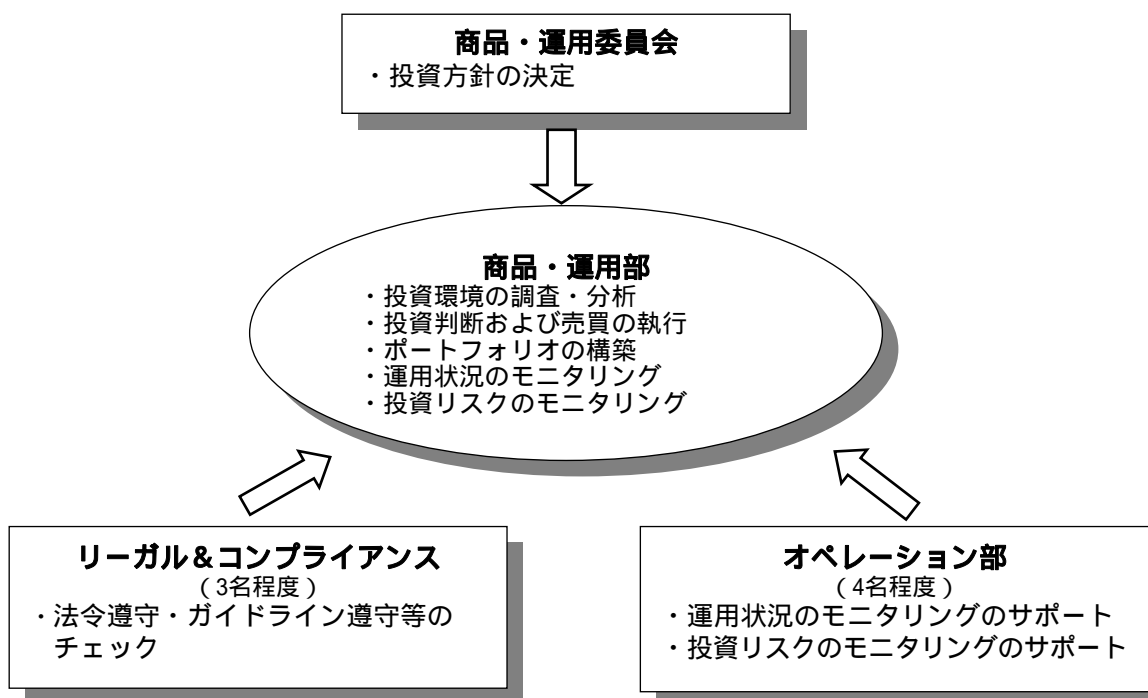 商品・運用委員会
・投資方針の決定
商品・運用部
・投資環境の調査・分析
・投資判断および売買の執行
・ポートフォリオの構築
・運用状況のモニタリング
・投資リスクのモニタリング
リーガル＆コンプライアンス
（3名程度）
・法令遵守・ガイドライン遵守等の
チェック
オペレーション部
（4名程度）
・運用状況のモニタリングのサポート
・投資リスクのモニタリングのサポート